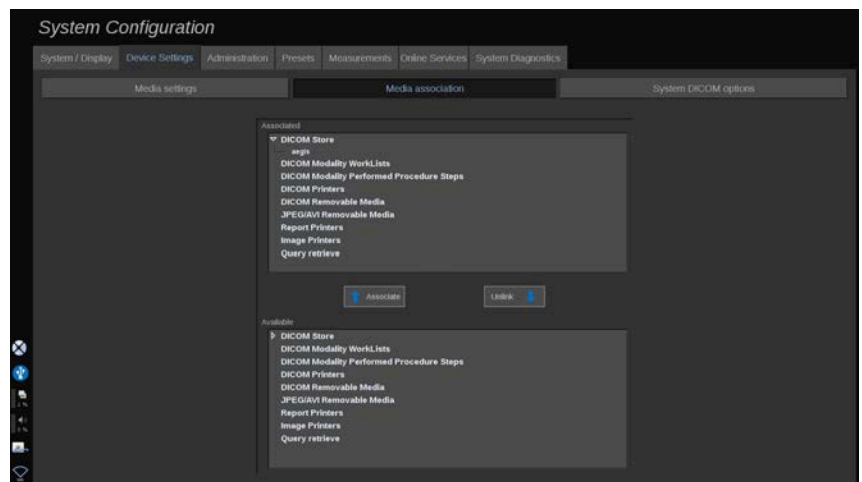 System Configuration
System / Display Device Settings Administration Presets Measurements Online Services System Diagnostics
Media settings Media association System DICOM options
Associated
DICOM Store
aegis
DICOM Modality WorkLists
DICOM Modality Performed Procedure Steps
DICOM Printers
DICOM Removable Media
JPEG/AVI Removable Media
Report Printers
Image Printers
Query retrieve
Associate Unlink
Available
DICOM Store
DICOM Modality WorkLists
DICOM Modality Performed Procedure Steps
DICOM Printers
DICOM Removable Media
JPEG/AVI Removable Media
Report Printers
Image Printers
Query retrieve